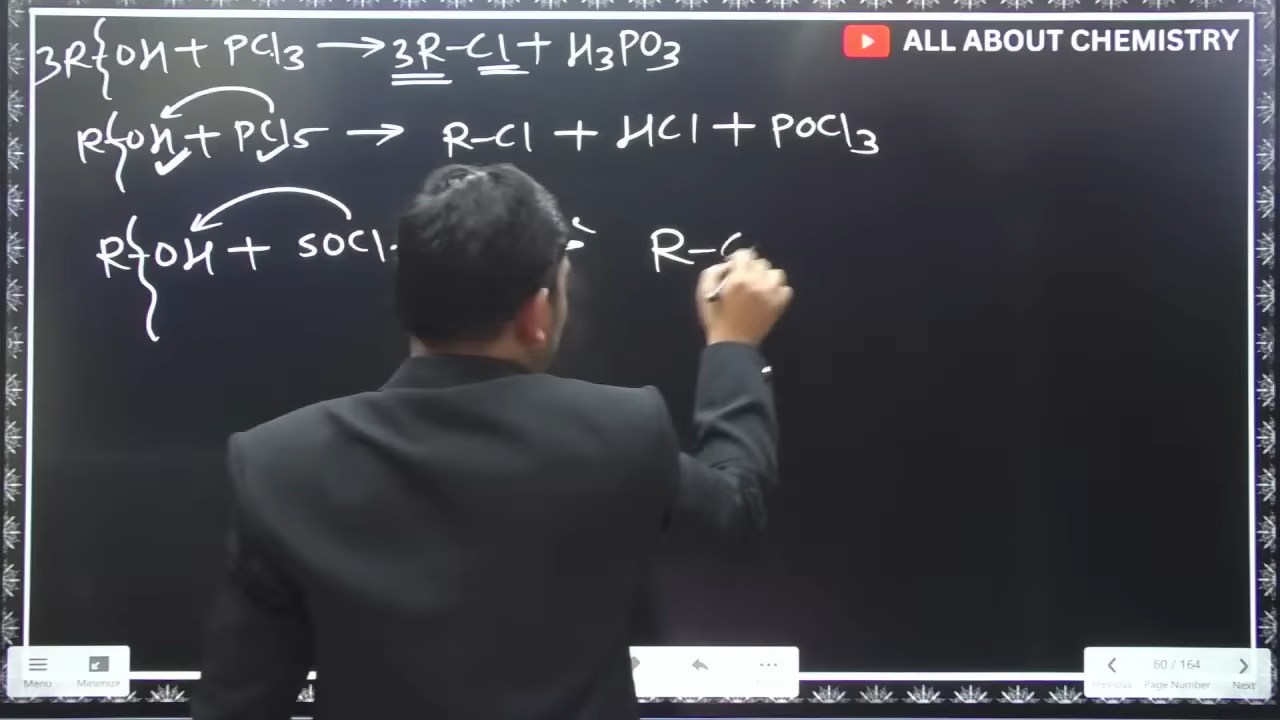 ALL ABOUT CHEMISTRY
3R OH + PCl3 → 3R-Cl + H3PO3
R OH + PCl5 → R-Cl + HCl + POCl3
R OH + SOCl R-C
Menu Minimize
60 / 164
Previous Page Number Next